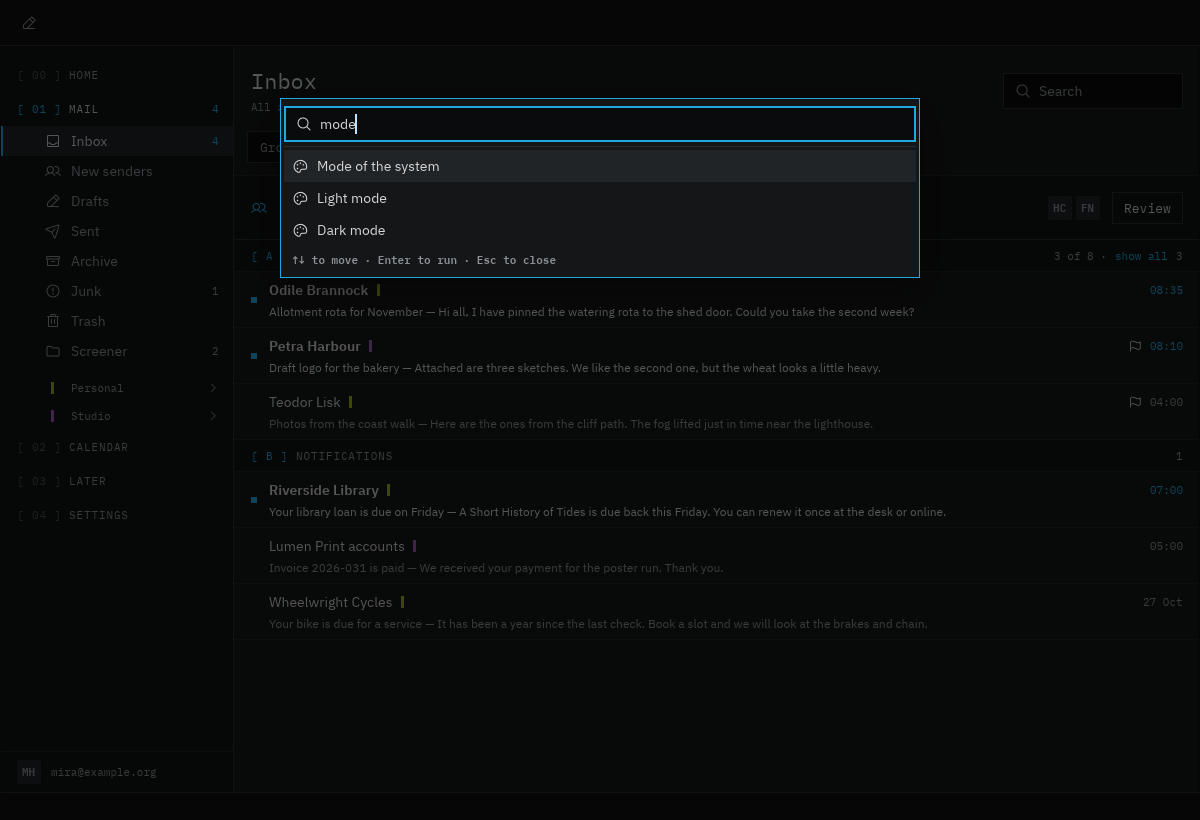 [ 00 ] HOME
[ 01 ] MAIL 4
Inbox 4
New senders
Drafts
Sent
Archive
Junk 1
Trash
Screener 2
Personal
Studio
[ 02 ] CALENDAR
[ 03 ] LATER
[ 04 ] SETTINGS
MH mira@example.org
Inbox
All
Search
mode
Mode of the system
Light mode
Dark mode
↑↓ to move · Enter to run · Esc to close
HC FN Review
[ A 3 of 8 · show all 3
Odile Brannock 08:35
Allotment rota for November — Hi all, I have pinned the watering rota to the shed door. Could you take the second week?
Petra Harbour 08:10
Draft logo for the bakery — Attached are three sketches. We like the second one, but the wheat looks a little heavy.
Teodor Lisk 04:00
Photos from the coast walk — Here are the ones from the cliff path. The fog lifted just in time near the lighthouse.
[ B ] NOTIFICATIONS 1
Riverside Library 07:00
Your library loan is due on Friday — A Short History of Tides is due back this Friday. You can renew it once at the desk or online.
Lumen Print accounts 05:00
Invoice 2026-031 is paid — We received your payment for the poster run. Thank you.
Wheelwright Cycles 27 Oct
Your bike is due for a service — It has been a year since the last check. Book a slot and we will look at the brakes and chain.